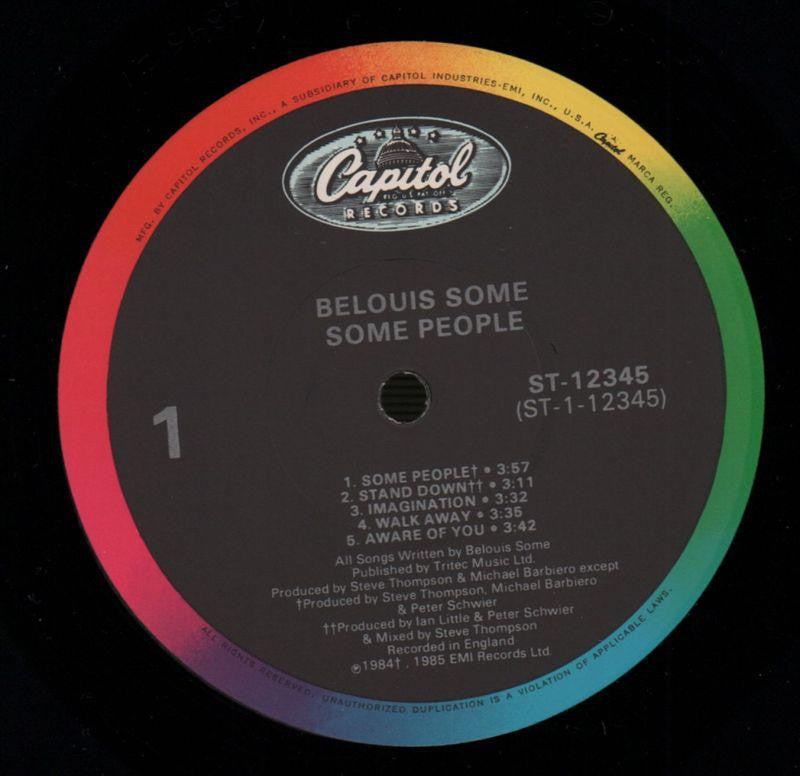 MFG. BY CAPITOL RECORDS, INC., A SUBSIDIARY OF CAPITOL INDUSTRIES-EMI, INC., U.S.A. Capitol MARCA REG.
Capitol
REG. U.S. PAT. OFF.
RECORDS
BELOUIS SOME
SOME PEOPLE
ST-12345
(ST-1-12345)
1
1. SOME PEOPLE† • 3:57
2. STAND DOWN†† • 3:11
3. IMAGINATION • 3:32
4. WALK AWAY • 3:35
5. AWARE OF YOU • 3:42
All Songs Written by Belouis Some
Published by Tritec Music Ltd.
Produced by Steve Thompson & Michael Barbiero except
†Produced by Steve Thompson, Michael Barbiero
& Peter Schwier
††Produced by Ian Little & Peter Schwier
& Mixed by Steve Thompson
Recorded in England
℗1984†, 1985 EMI Records Ltd.
ALL RIGHTS RESERVED. UNAUTHORIZED DUPLICATION IS A VIOLATION OF APPLICABLE LAWS.